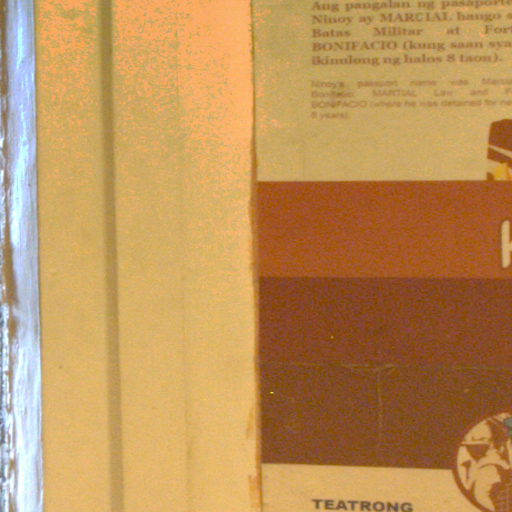 Ang pangalan ng pasaporte
Ninoy ay MARCIAL hango s
Batas Militar at Fort
BONIFACIO (kung saan sya
ikinulong ng halos 8 taon).
Ninoy's passport name was Marcial
Bonifacio: MARTIAL Law and F
BONIFACIO (where he was detained for ne
8 years).
TEATRONG